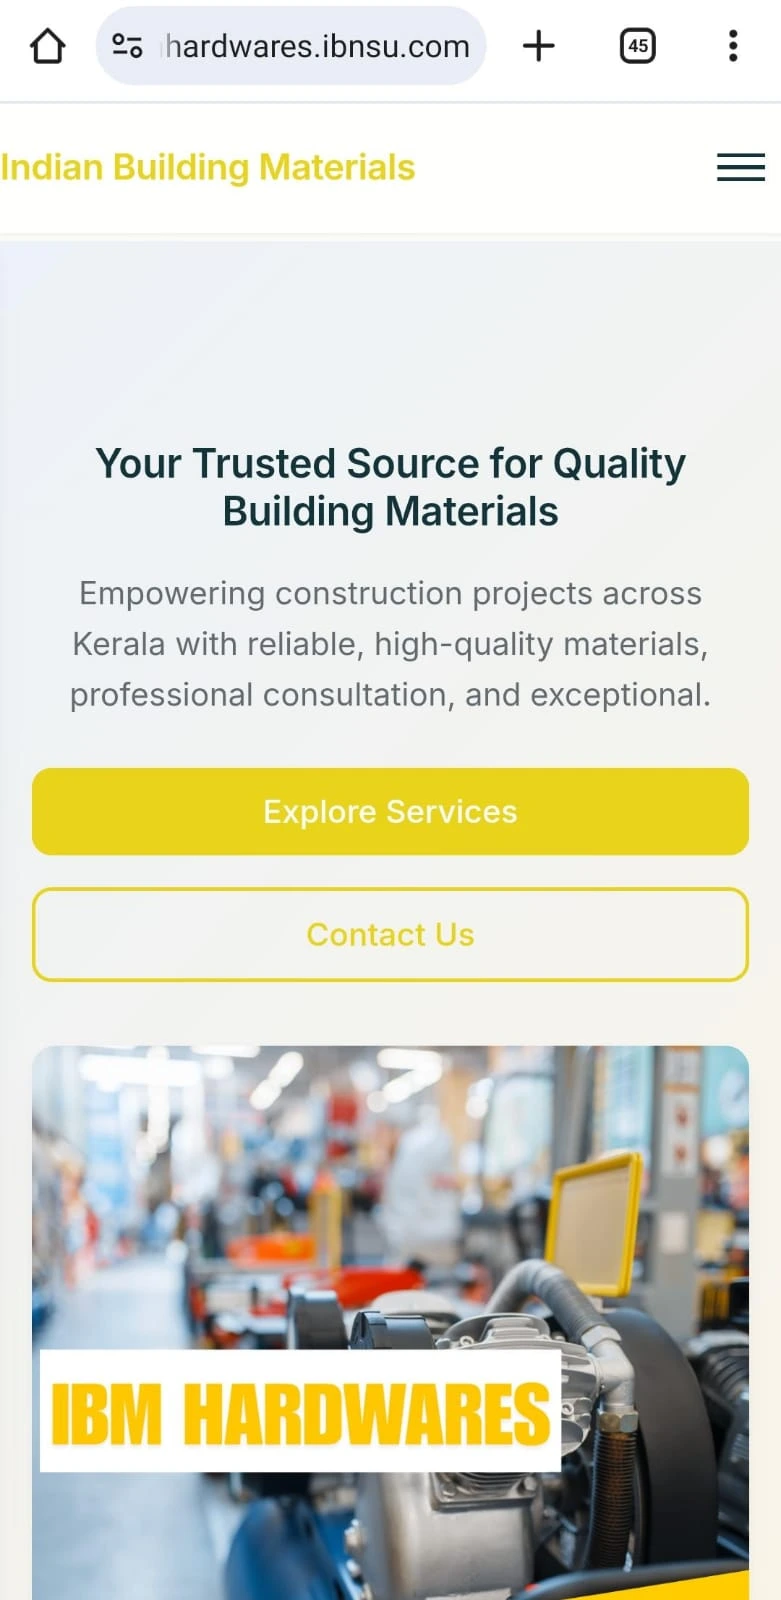 hardwares.ibnsu.com
45
Indian Building Materials
Your Trusted Source for Quality
Building Materials
Empowering construction projects across
Kerala with reliable, high-quality materials,
professional consultation, and exceptional.
Explore Services
Contact Us
IBM HARDWARES